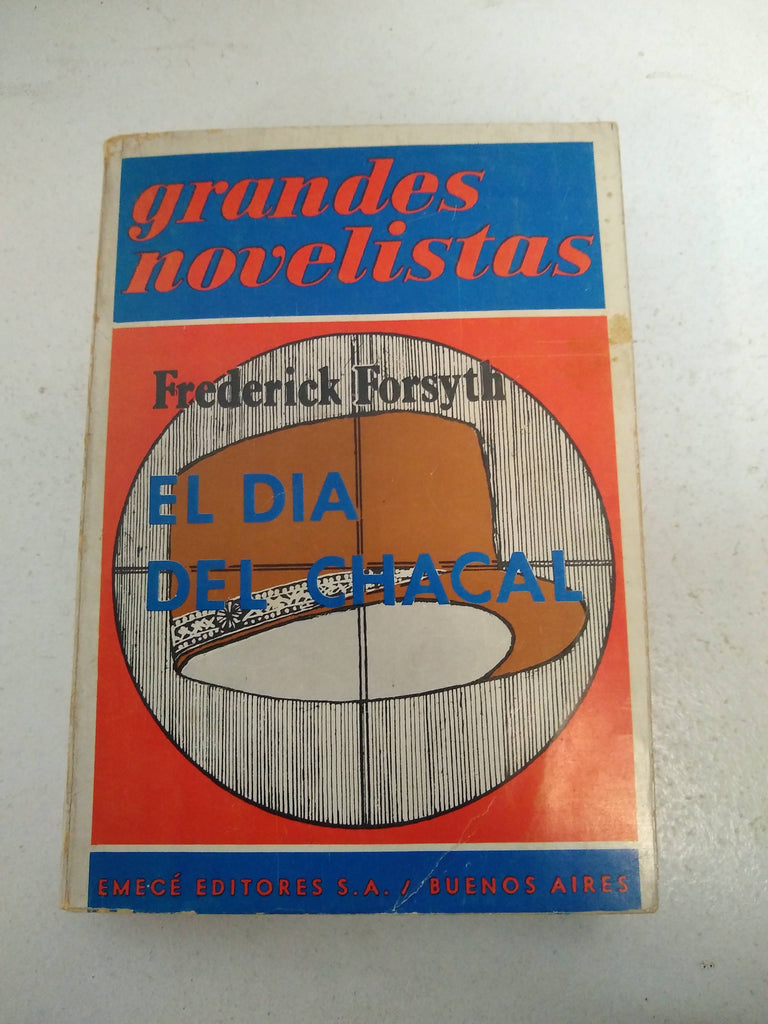 grandes
novelistas
Frederick Forsyth
EL DIA
DEL CHACAL
EMECÉ EDITORES S.A. / BUENOS AIRES